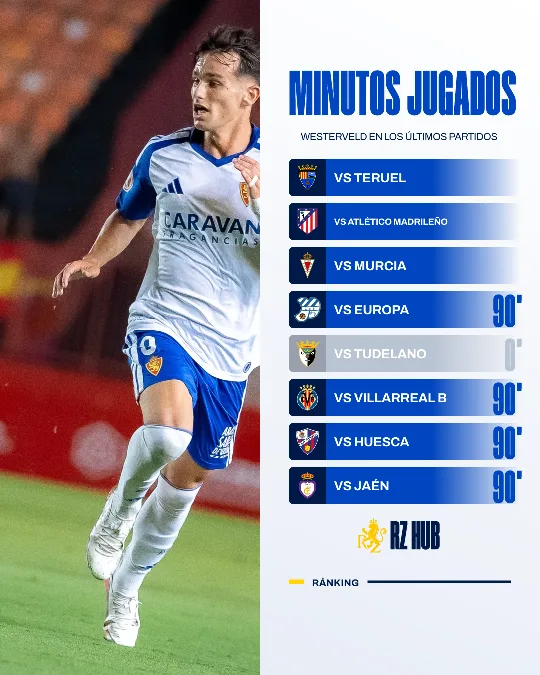 MINUTOS JUGADOS
WESTERVELD EN LOS ÚLTIMOS PARTIDOS
VS TERUEL
VS ATLÉTICO MADRILEÑO
VS MURCIA
VS EUROPA 90'
VS TUDELANO 0'
VS VILLARREAL B 90'
VS HUESCA 90'
VS JAÉN 90'
RZ RZ HUB
RÁNKING
CARAVAN
FRAGANCIAS